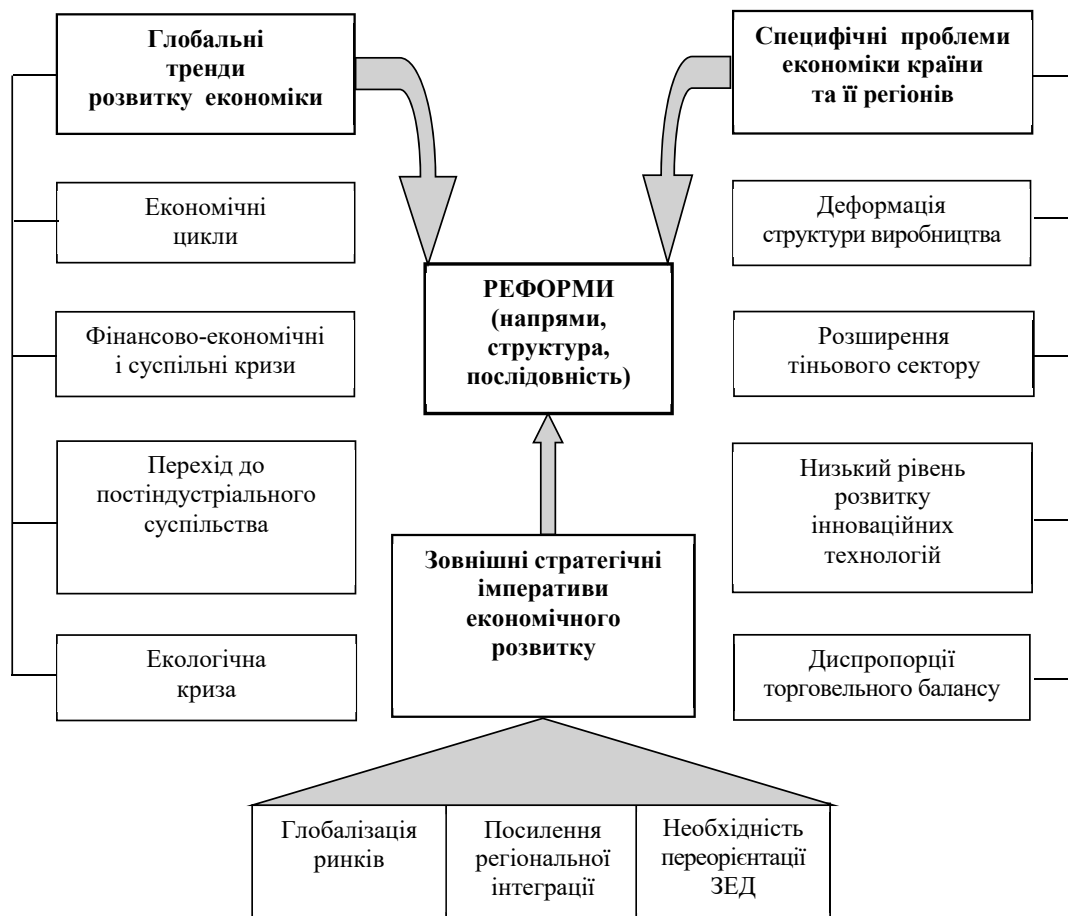 Глобальні
тренди
розвитку економіки
Специфічні проблеми
економіки країни
та її регіонів
Економічні
цикли
Деформація
структури виробництва
РЕФОРМИ
(напрями,
структура,
послідовність)
Фінансово-економічні
і суспільні кризи
Розширення
тіньового сектору
Перехід до
постіндустріального
суспільства
Низький рівень
розвитку
інноваційних
технологій
Зовнішні стратегічні
імперативи
економічного
розвитку
Екологічна
криза
Диспропорції
торговельного балансу
Глобалізація
ринків
Посилення
регіональної
інтеграції
Необхідність
переорієнтації
ЗЕД